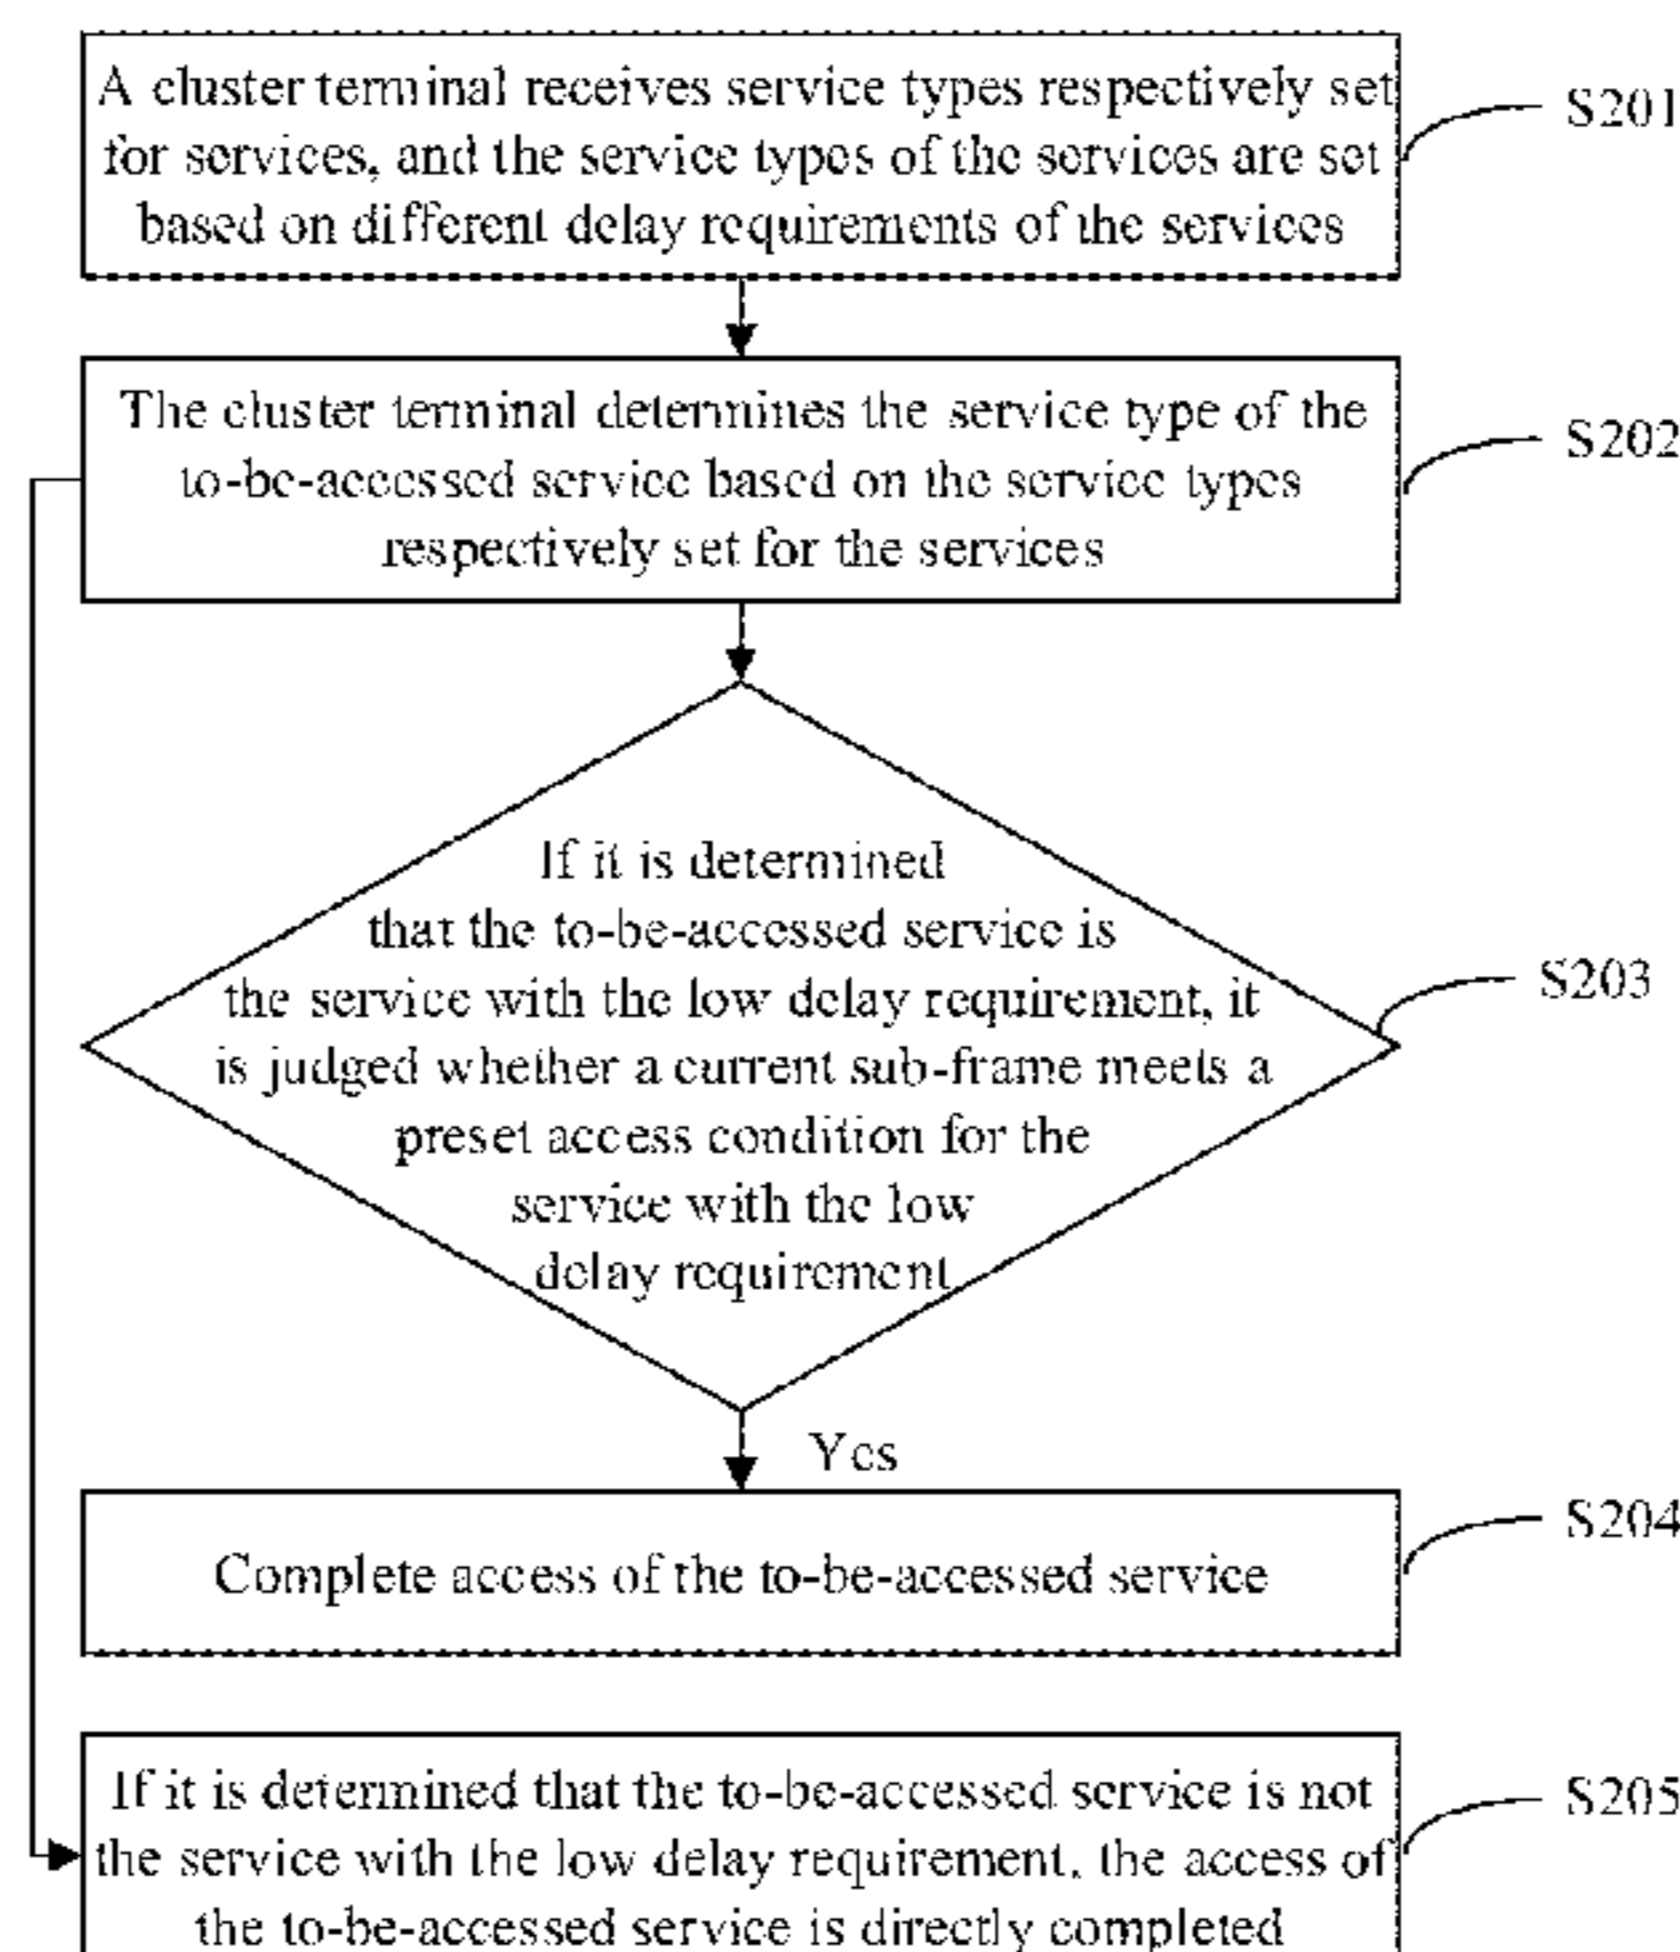 A cluster terminal receives service types respectively set
for services, and the service types of the services are set
based on different delay requirements of the services
S201
The cluster terminal determines the service type of the
to-be-accessed service based on the service types
respectively set for the services
S202
If it is determined
that the to-be-accessed service is
the service with the low delay requirement, it
is judged whether a current sub-frame meets a
preset access condition for the
service with the low
delay requirement
S203
Yes
Complete access of the to-be-accessed service
S204
If it is determined that the to-be-accessed service is not
the service with the low delay requirement, the access of
the to-be-accessed service is directly completed
S205